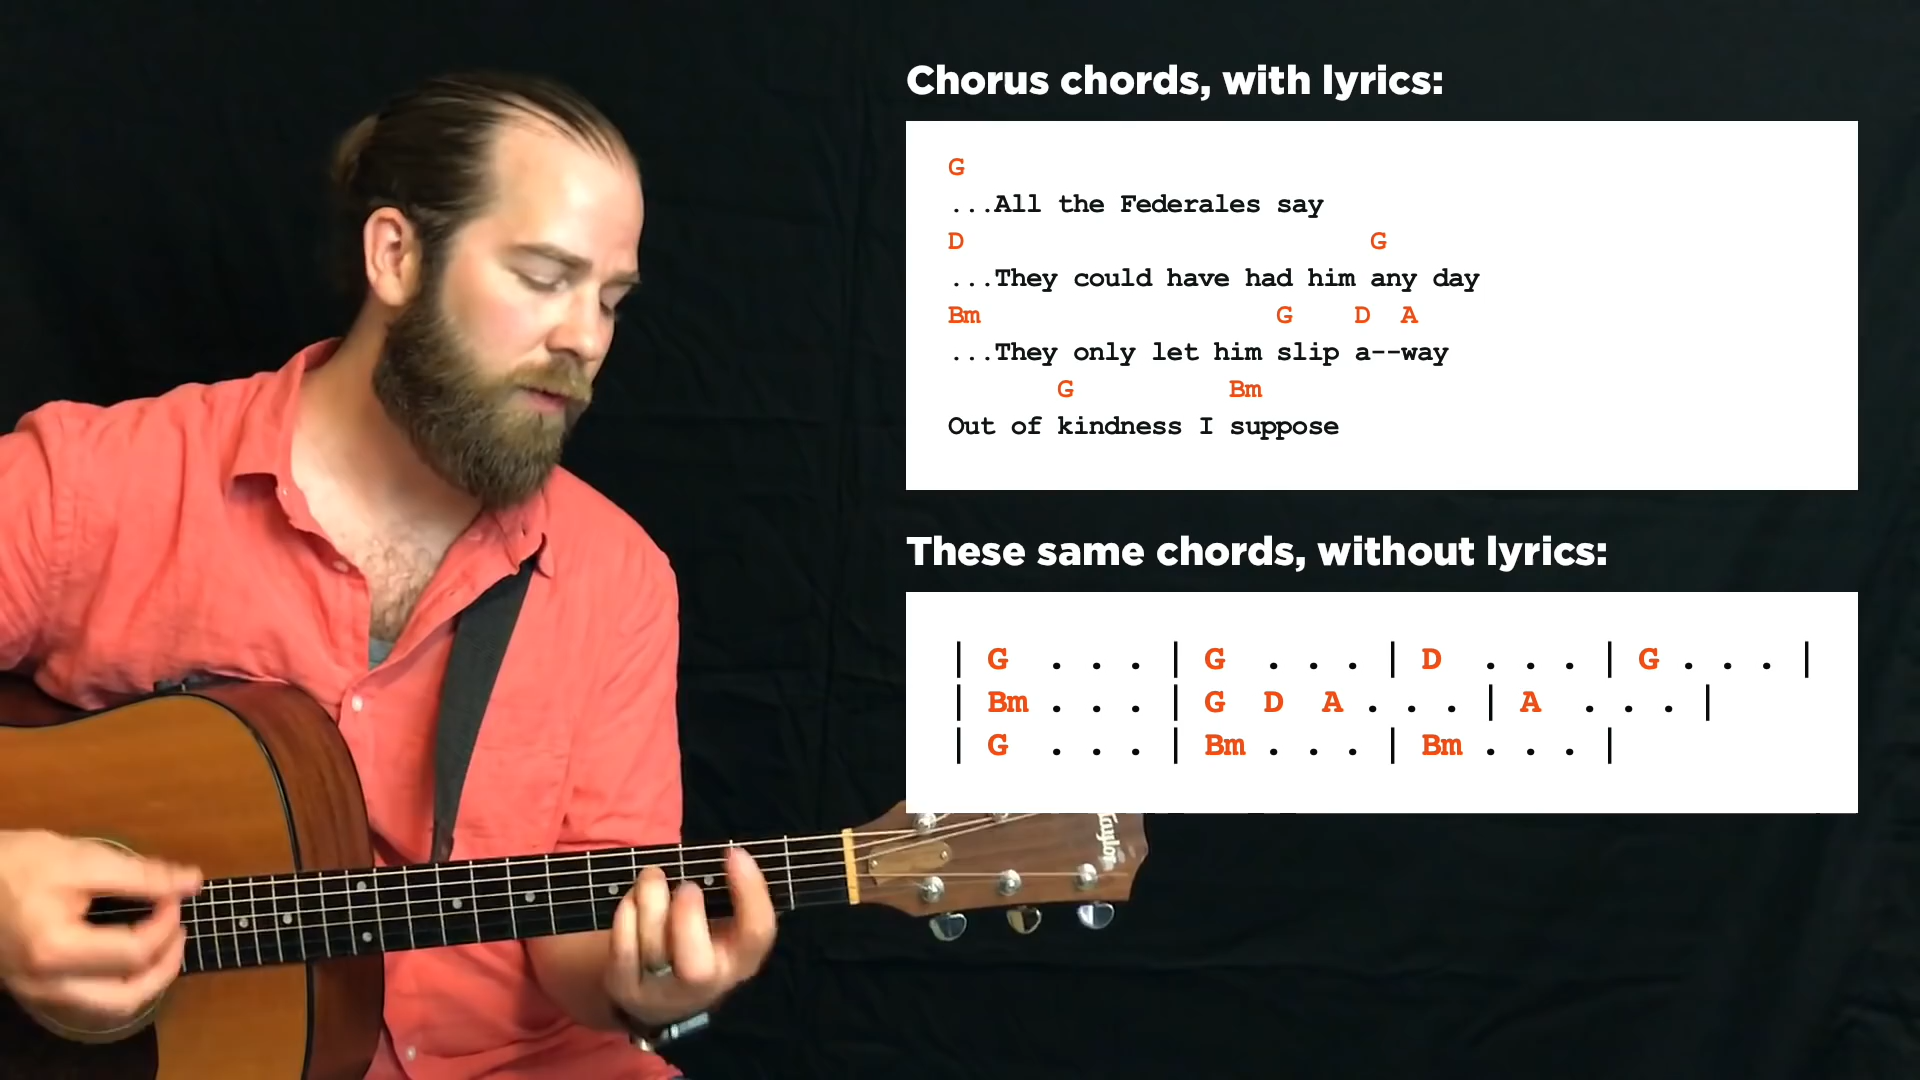 Chorus chords, with lyrics:
G
...All the Federales say
D G
...They could have had him any day
Bm G D A
...They only let him slip a--way
G Bm
Out of kindness I suppose
These same chords, without lyrics:
| G . . . | G . . . | D . . . | G . . . |
| Bm . . . | G D A . . . | A . . . |
| G . . . | Bm . . . | Bm . . . |
Taylor